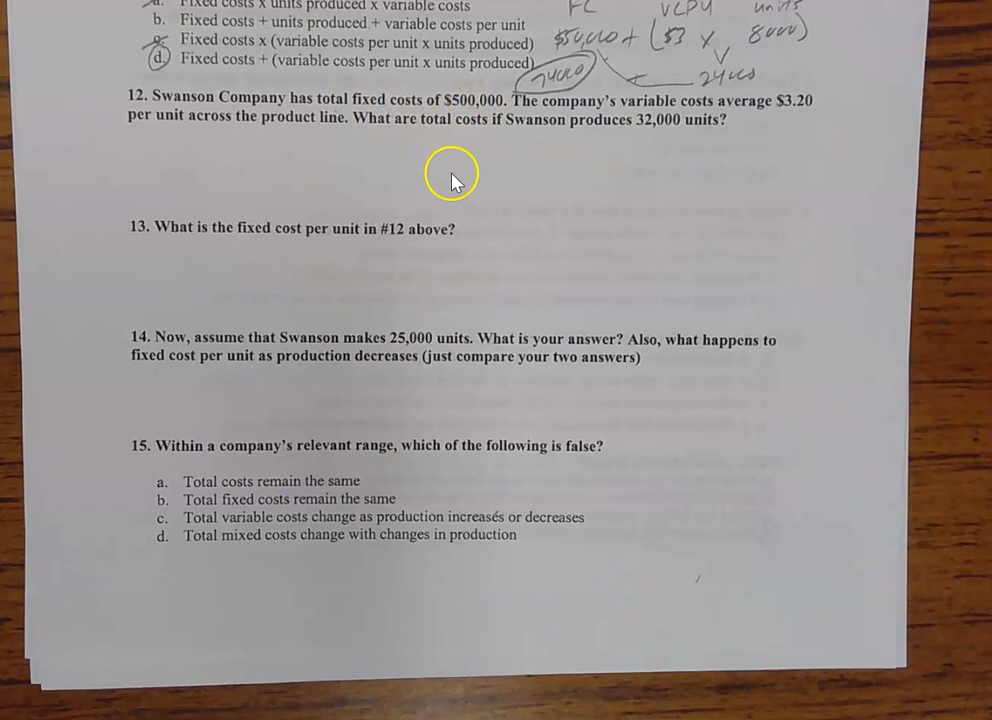 a. Fixed costs x units produced x variable costs
FC VCPU units
b. Fixed costs + units produced + variable costs per unit
c. Fixed costs x (variable costs per unit x units produced)
$50,000 + ($3 x 8000)
d. Fixed costs + (variable costs per unit x units produced)
74000 + 24000
12. Swanson Company has total fixed costs of $500,000. The company's variable costs average $3.20
per unit across the product line. What are total costs if Swanson produces 32,000 units?
13. What is the fixed cost per unit in #12 above?
14. Now, assume that Swanson makes 25,000 units. What is your answer? Also, what happens to
fixed cost per unit as production decreases (just compare your two answers)
15. Within a company's relevant range, which of the following is false?
a. Total costs remain the same
b. Total fixed costs remain the same
c. Total variable costs change as production increases or decreases
d. Total mixed costs change with changes in production